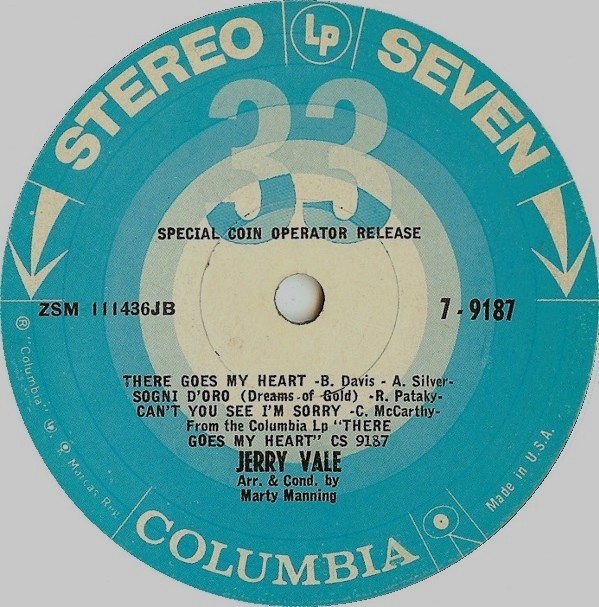 STEREO Lp SEVEN
33
SPECIAL COIN OPERATOR RELEASE
ZSM 111436JB
7-9187
THERE GOES MY HEART -B. Davis - A. Silver-
SOGNI D'ORO (Dreams of Gold) -R. Pataky-
CAN'T YOU SEE I'M SORRY -C. McCarthy-
From the Columbia Lp "THERE
GOES MY HEART" CS 9187
JERRY VALE
Arr. & Cond. by
Marty Manning
Ⓡ "Columbia" Marcas Rev.
COLUMBIA
Made in U.S.A.